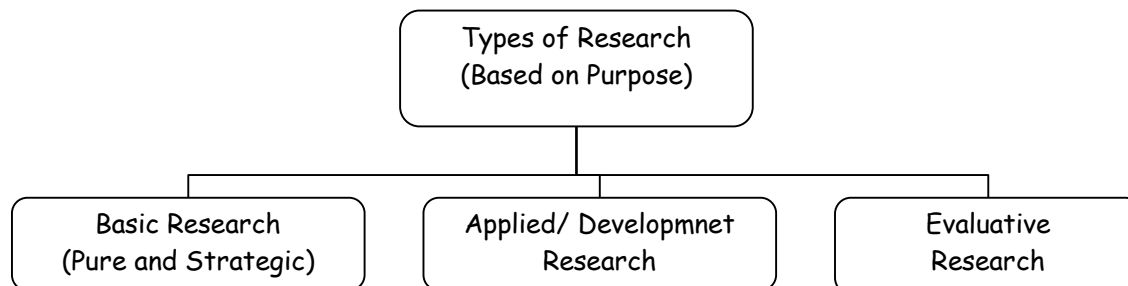 Types of Research
(Based on Purpose)
Basic Research
(Pure and Strategic)
Applied/ Developmnet
Research
Evaluative
Research